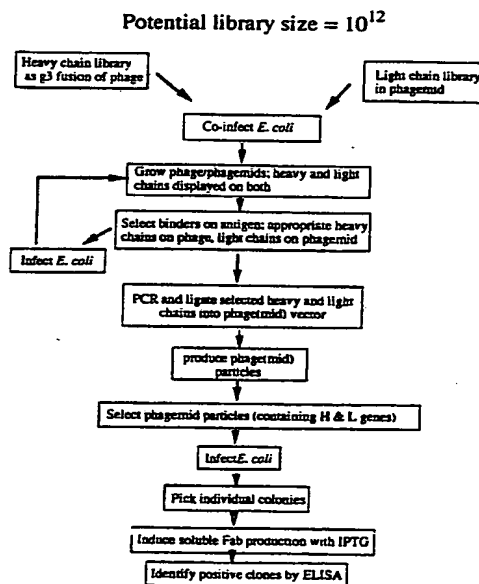 Potential library size = 10¹²
Heavy chain library
as g3 fusion of phage
Light chain library
in phagemid
Co-infect E. coli
Grow phage/phagemids; heavy and light
chains displayed on both
Select binders on antigen; appropriate heavy
chains on phage, light chains on phagemid
Infect E. coli
PCR and ligate selected heavy and light
chains into phage(mid) vector
produce phage(mid)
particles
Select phagemid particles (containing H & L genes)
Infect E. coli
Pick individual colonies
Induce soluble Fab production with IPTG
Identify positive clones by ELISA